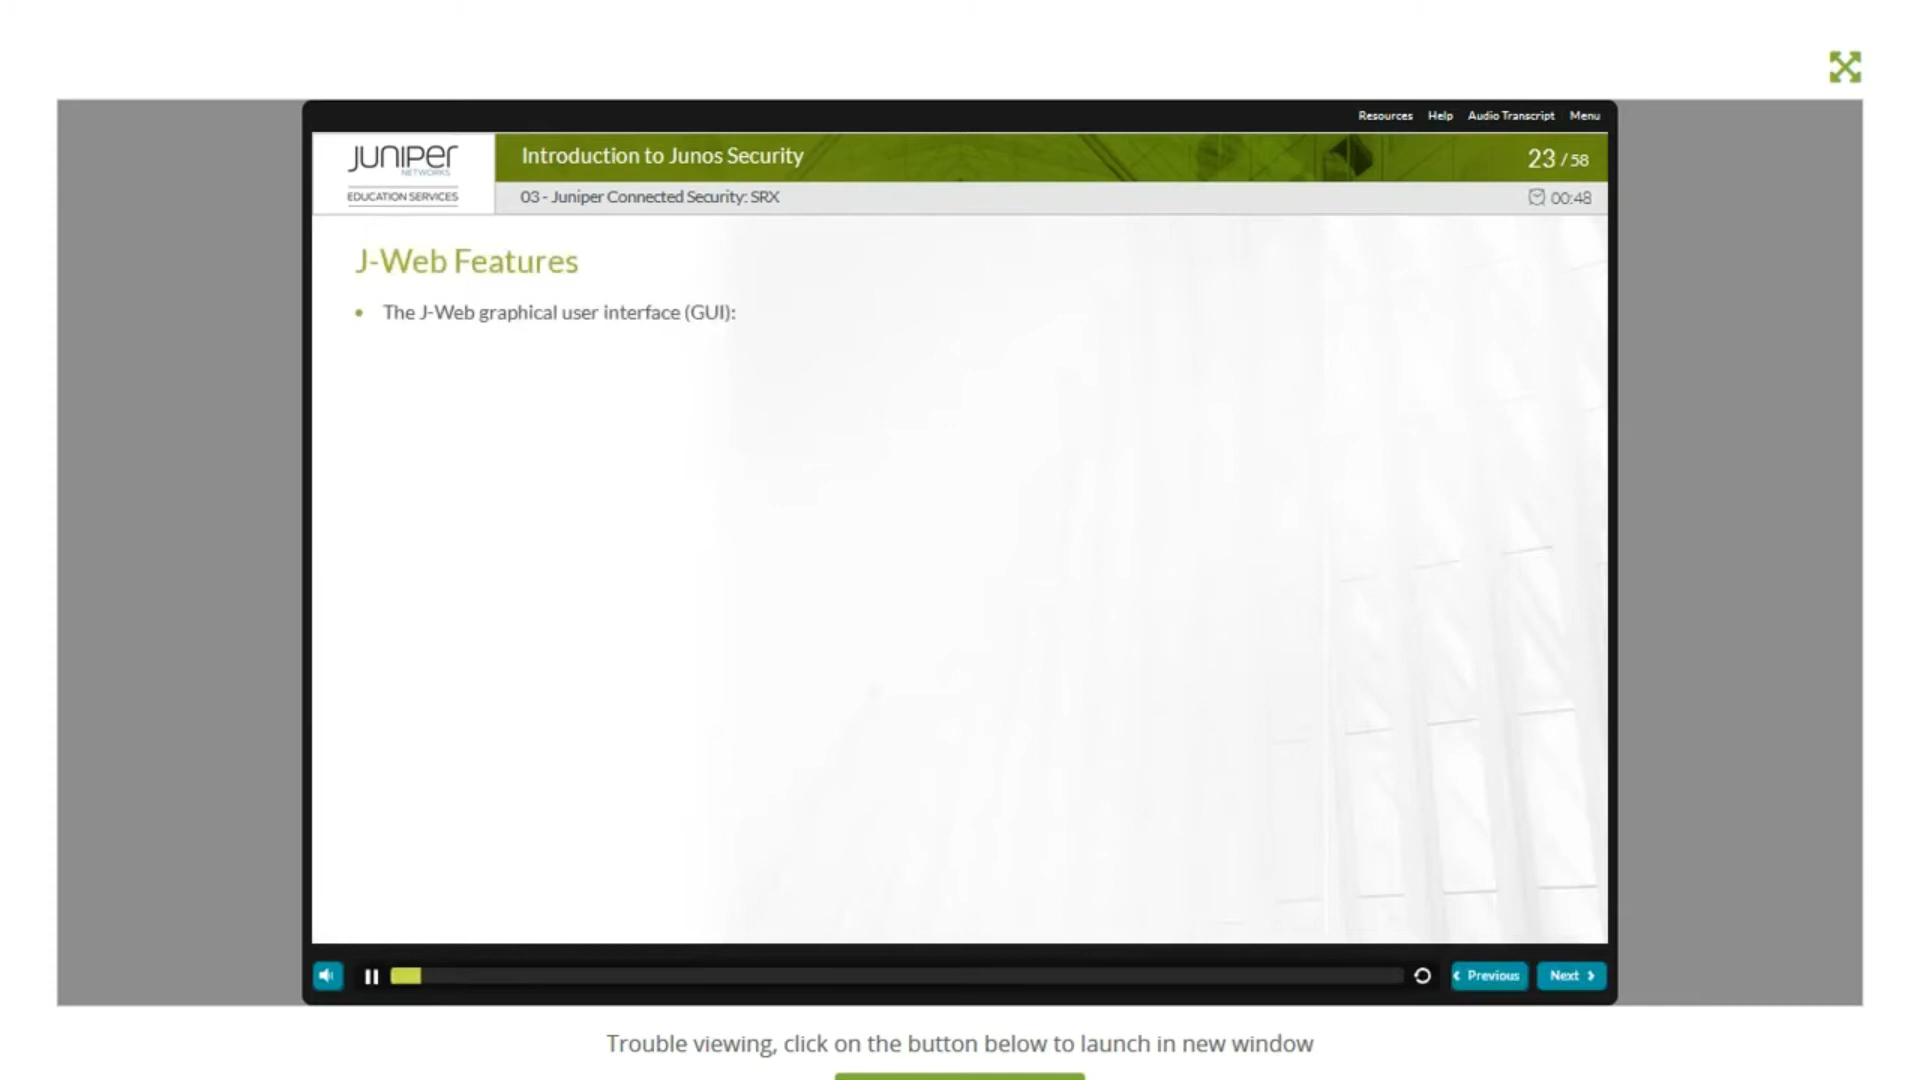 Resources Help Audio Transcript Menu
JUNIPER
NETWORKS
EDUCATION SERVICES
Introduction to Junos Security
23 / 58
03 - Juniper Connected Security: SRX
00:48
J-Web Features
• The J-Web graphical user interface (GUI):
Previous
Next
Trouble viewing, click on the button below to launch in new window